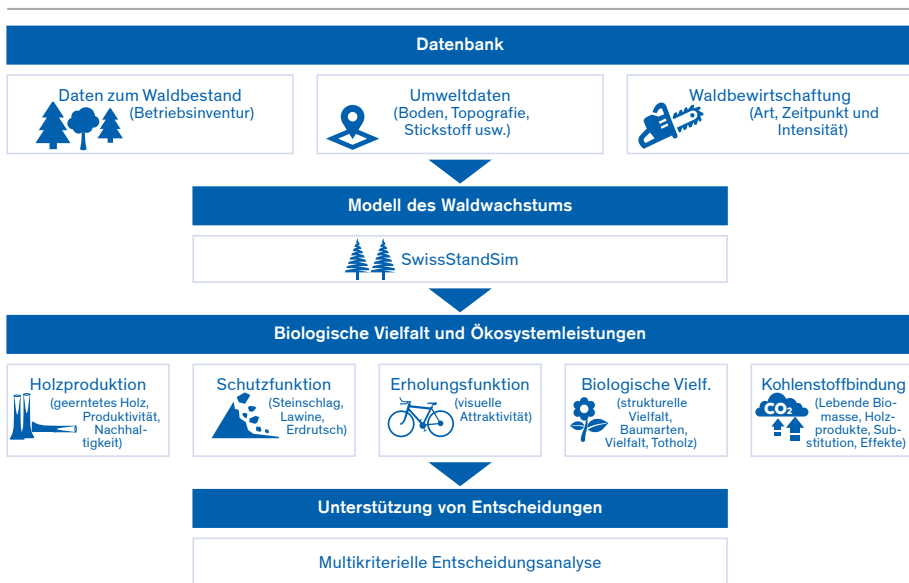 Datenbank
Daten zum Waldbestand
(Betriebsinventur)
Umweltdaten
(Boden, Topografie,
Stickstoff usw.)
Waldbewirtschaftung
(Art, Zeitpunkt und
Intensität)
Modell des Waldwachstums
SwissStandSim
Biologische Vielfalt und Ökosystemleistungen
Holzproduktion
(geerntetes Holz,
Produktivität,
Nachhal-
tigkeit)
Schutzfunktion
(Steinschlag,
Lawine,
Erdrutsch)
Erholungsfunktion
(visuelle
Attraktivität)
Biologische Vielf.
(strukturelle
Vielfalt,
Baumarten,
Vielfalt, Totholz)
Kohlenstoffbindung
CO₂
(Lebende Bio-
masse, Holz-
produkte, Sub-
stitution, Effekte)
Unterstützung von Entscheidungen
Multikriterielle Entscheidungsanalyse